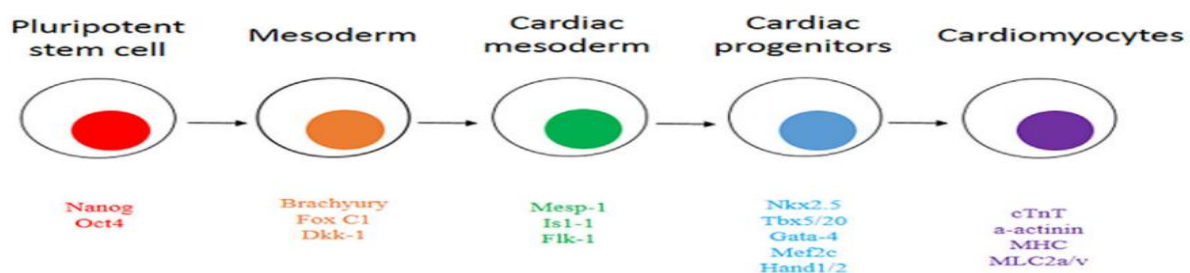 Pluripotent
stem cell
Mesoderm
Cardiac
mesoderm
Cardiac
progenitors
Cardiomyocytes
Nanog
Oct4
Brachyury
Fox C1
Dkk-1
Mesp-1
Is1-1
Flk-1
Nkx2.5
Tbx5/20
Gata-4
Mef2c
Hand1/2
cTnT
a-actinin
MHC
MLC2a/v